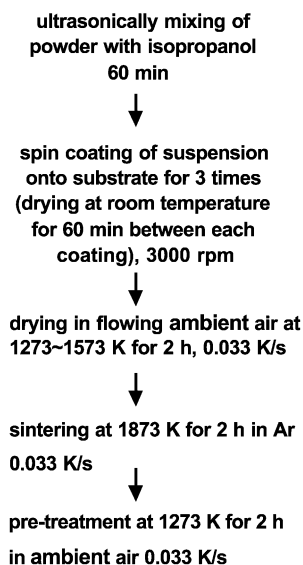 ultrasonically mixing of
powder with isopropanol
60 min
spin coating of suspension
onto substrate for 3 times
(drying at room temperature
for 60 min between each
coating), 3000 rpm
drying in flowing ambient air at
1273~1573 K for 2 h, 0.033 K/s
sintering at 1873 K for 2 h in Ar
0.033 K/s
pre-treatment at 1273 K for 2 h
in ambient air 0.033 K/s